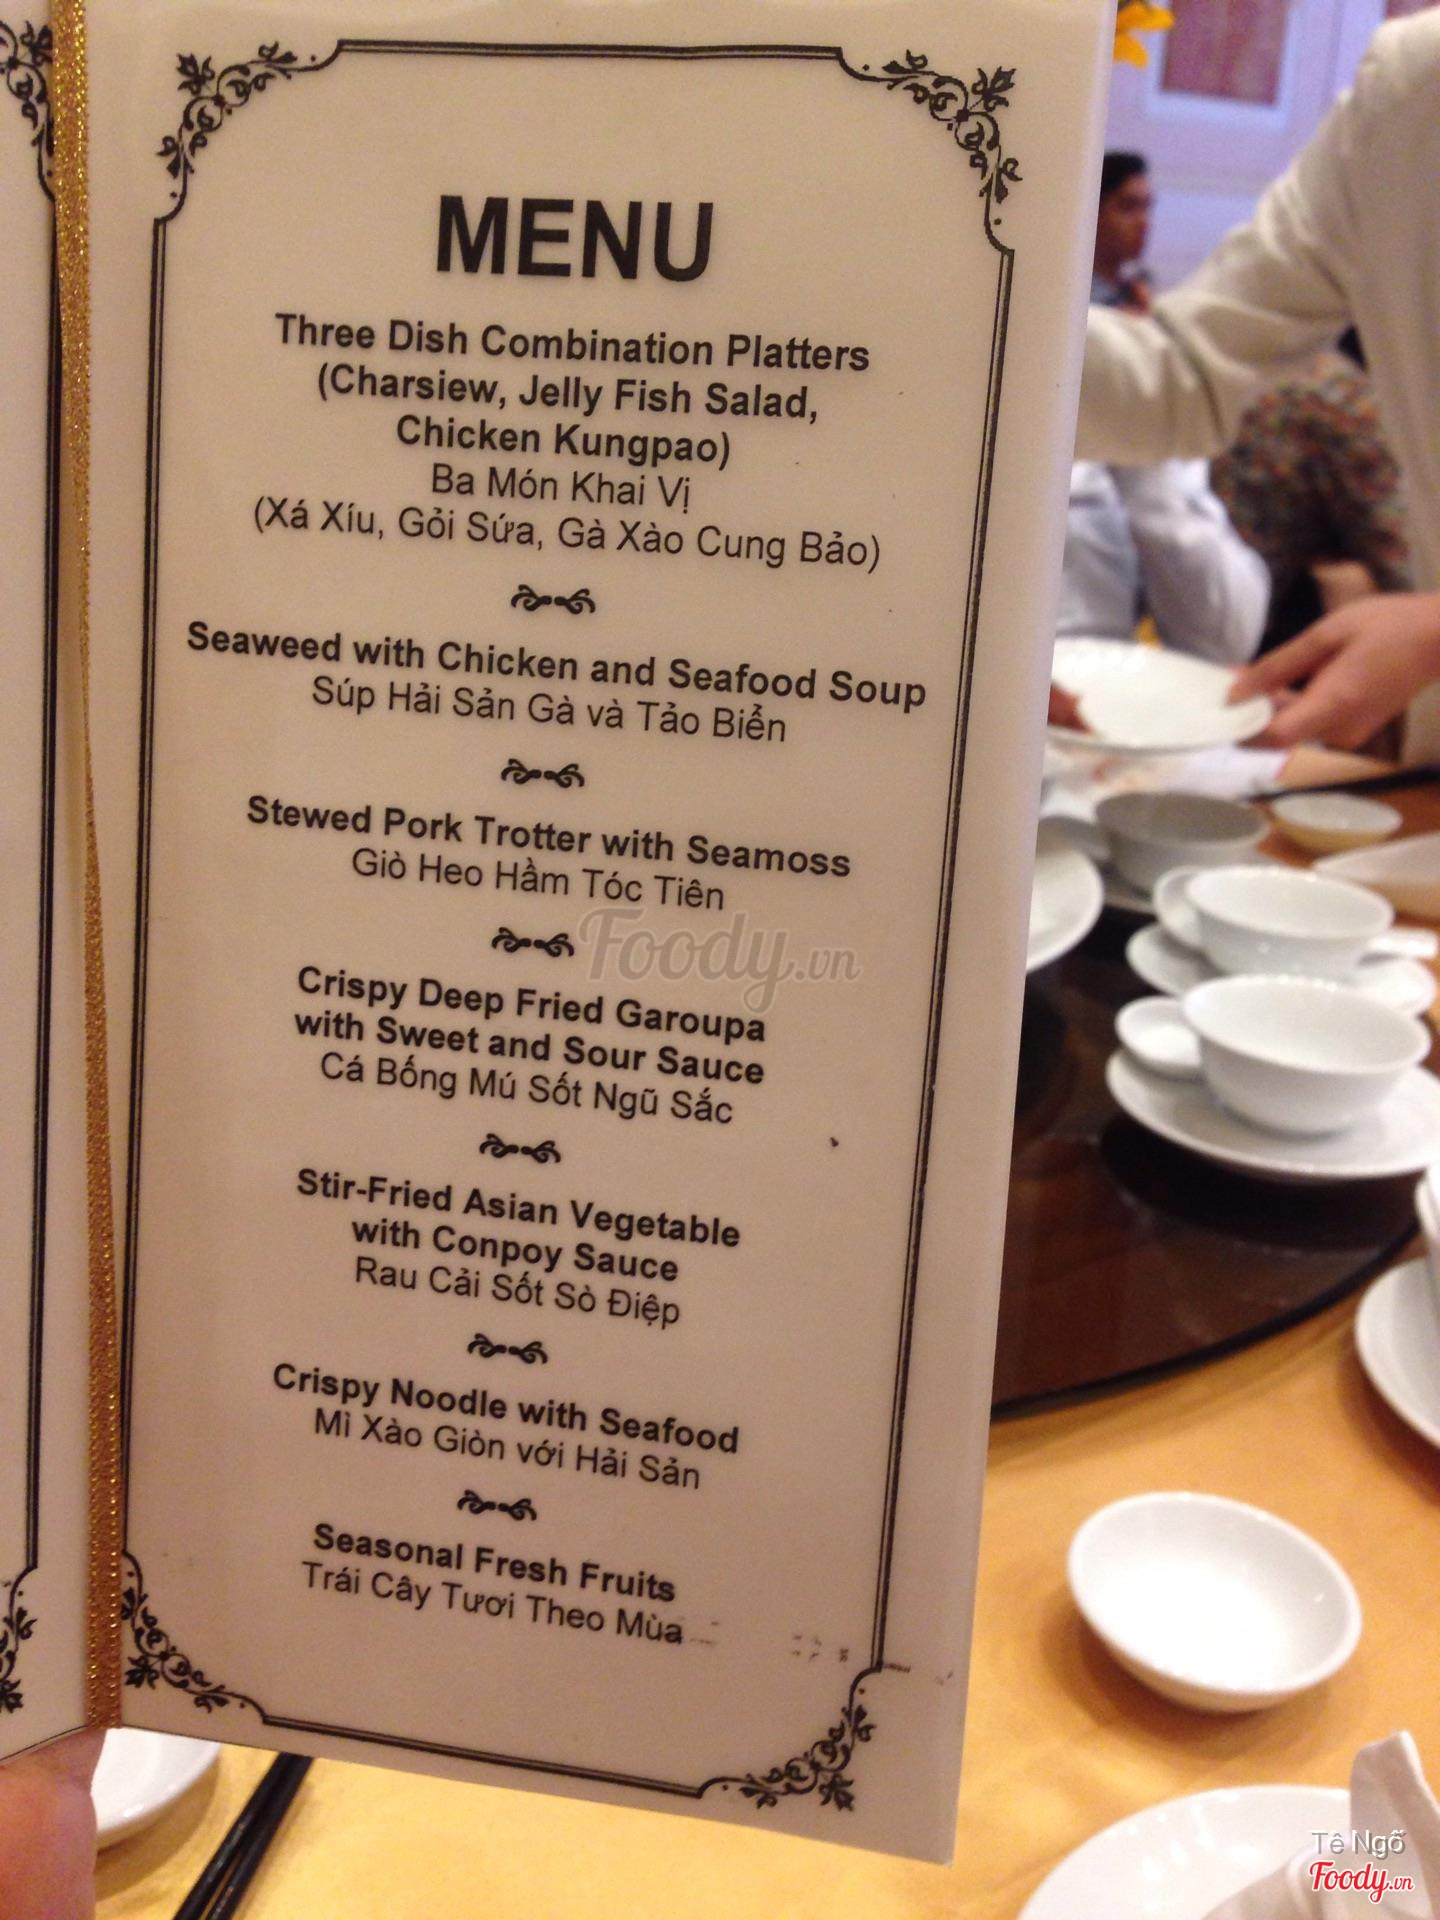 MENU
Three Dish Combination Platters
(Charsiew, Jelly Fish Salad,
Chicken Kungpao)
Ba Món Khai Vị
(Xá Xíu, Gỏi Sứa, Gà Xào Cung Bảo)
Seaweed with Chicken and Seafood Soup
Súp Hải Sản Gà và Tảo Biển
Stewed Pork Trotter with Seamoss
Giò Heo Hầm Tóc Tiên
Foody.vn
Crispy Deep Fried Garoupa
with Sweet and Sour Sauce
Cá Bống Mú Sốt Ngũ Sắc
Stir-Fried Asian Vegetable
with Conpoy Sauce
Rau Cải Sốt Sò Điệp
Crispy Noodle with Seafood
Mì Xào Giòn với Hải Sản
Seasonal Fresh Fruits
Trái Cây Tươi Theo Mùa
Tê Ngố
Foody.vn